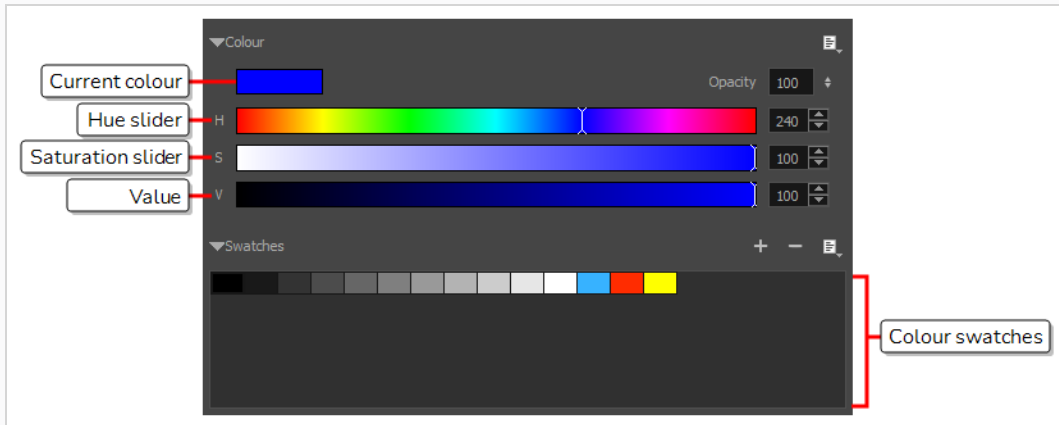 Colour
Current colour
Opacity 100
Hue slider
H 240
Saturation slider
S 100
Value
V 100
Swatches
Colour swatches